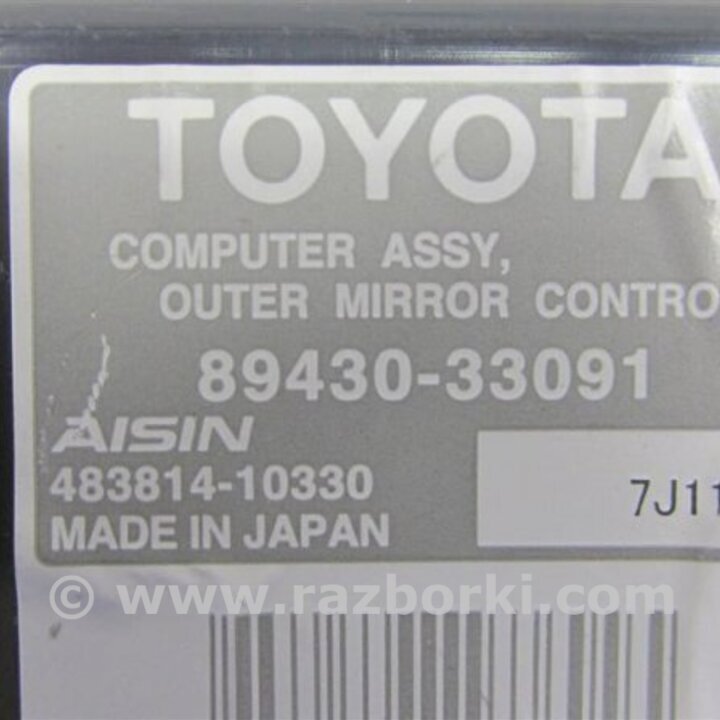 TOYOTA
COMPUTER ASSY,
OUTER MIRROR CONTRO
89430-33091
AISIN
483814-10330
7J11
MADE IN JAPAN
© www.razborki.com